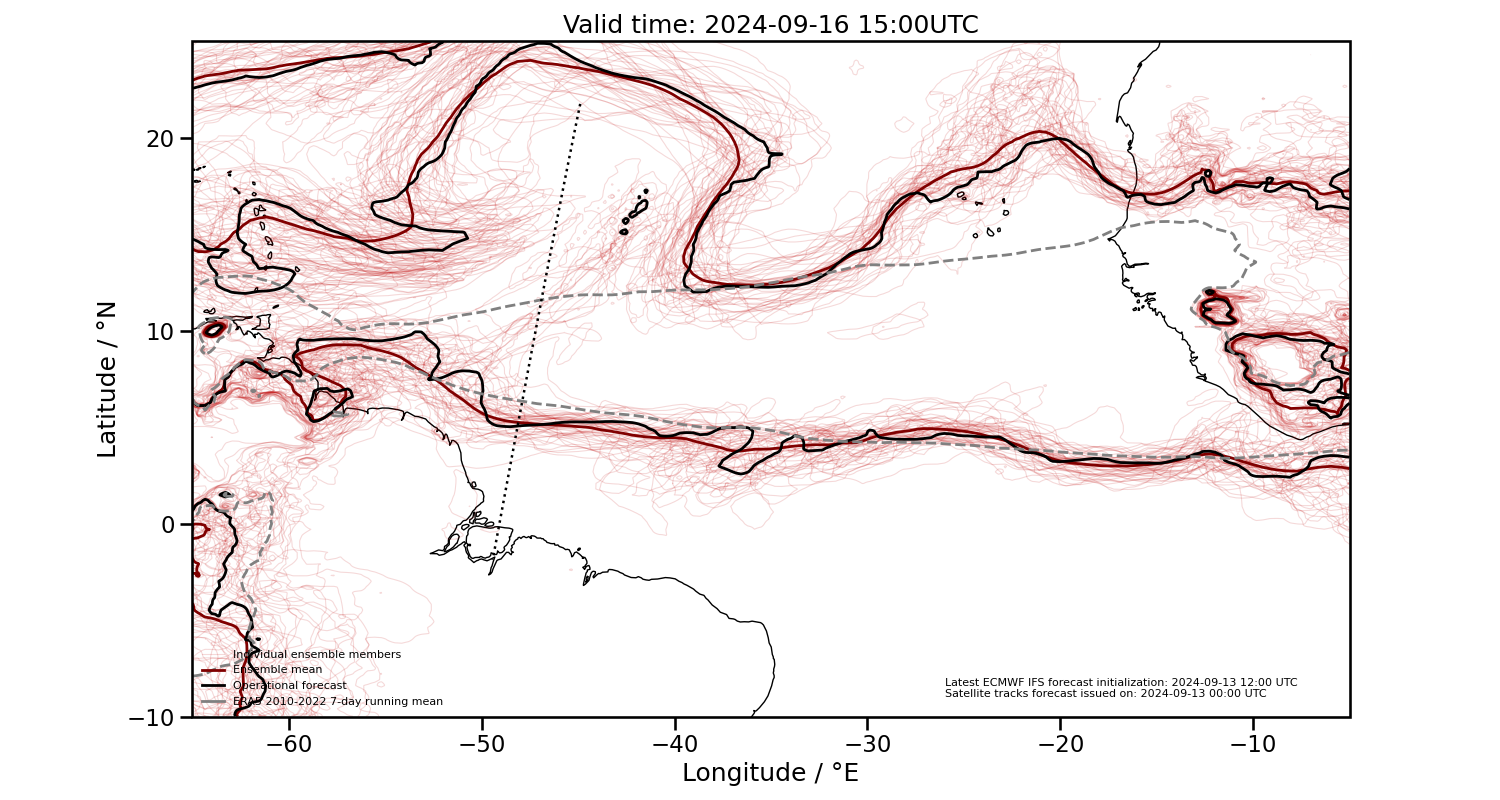 Valid time: 2024-09-16 15:00UTC
20
10
0
−10
Latitude / °N
Individual ensemble members
Ensemble mean
Operational forecast
ERA5 2010-2022 7-day running mean
Latest ECMWF IFS forecast initialization: 2024-09-13 12:00 UTC
Satellite tracks forecast issued on: 2024-09-13 00:00 UTC
−60
−50
−40
−30
−20
−10
Longitude / °E